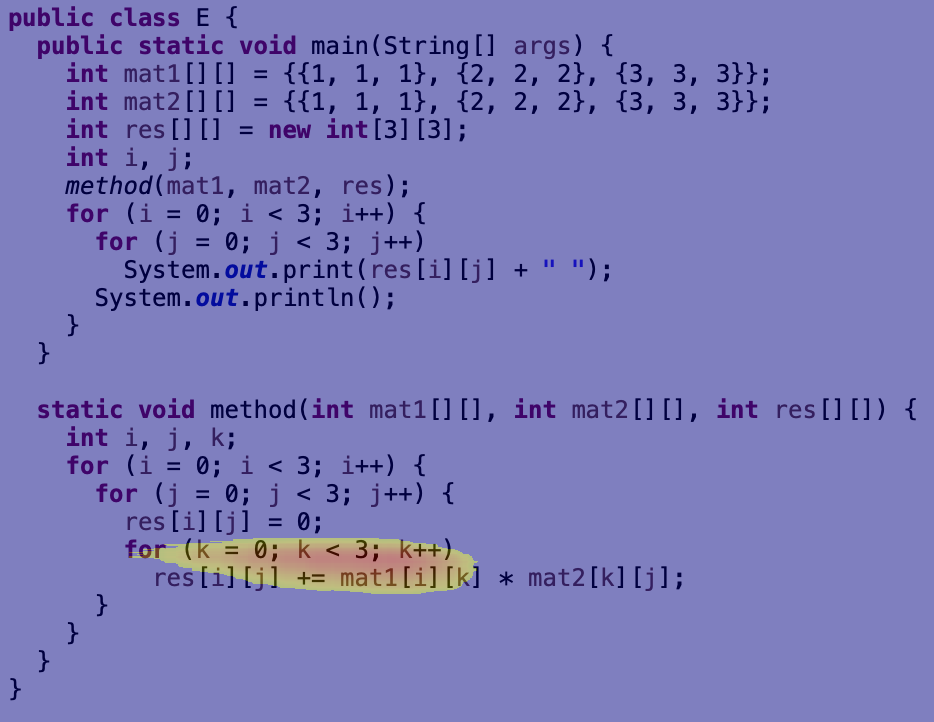 public class E {
  public static void main(String[] args) {
    int mat1[][] = {{1, 1, 1}, {2, 2, 2}, {3, 3, 3}};
    int mat2[][] = {{1, 1, 1}, {2, 2, 2}, {3, 3, 3}};
    int res[][] = new int[3][3];
    int i, j;
    method(mat1, mat2, res);
    for (i = 0; i < 3; i++) {
      for (j = 0; j < 3; j++)
        System.out.print(res[i][j] + " ");
      System.out.println();
    }
  }

  static void method(int mat1[][], int mat2[][], int res[][]) {
    int i, j, k;
    for (i = 0; i < 3; i++) {
      for (j = 0; j < 3; j++) {
        res[i][j] = 0;
        for (k = 0; k < 3; k++)
          res[i][j] += mat1[i][k] * mat2[k][j];
      }
    }
  }
}